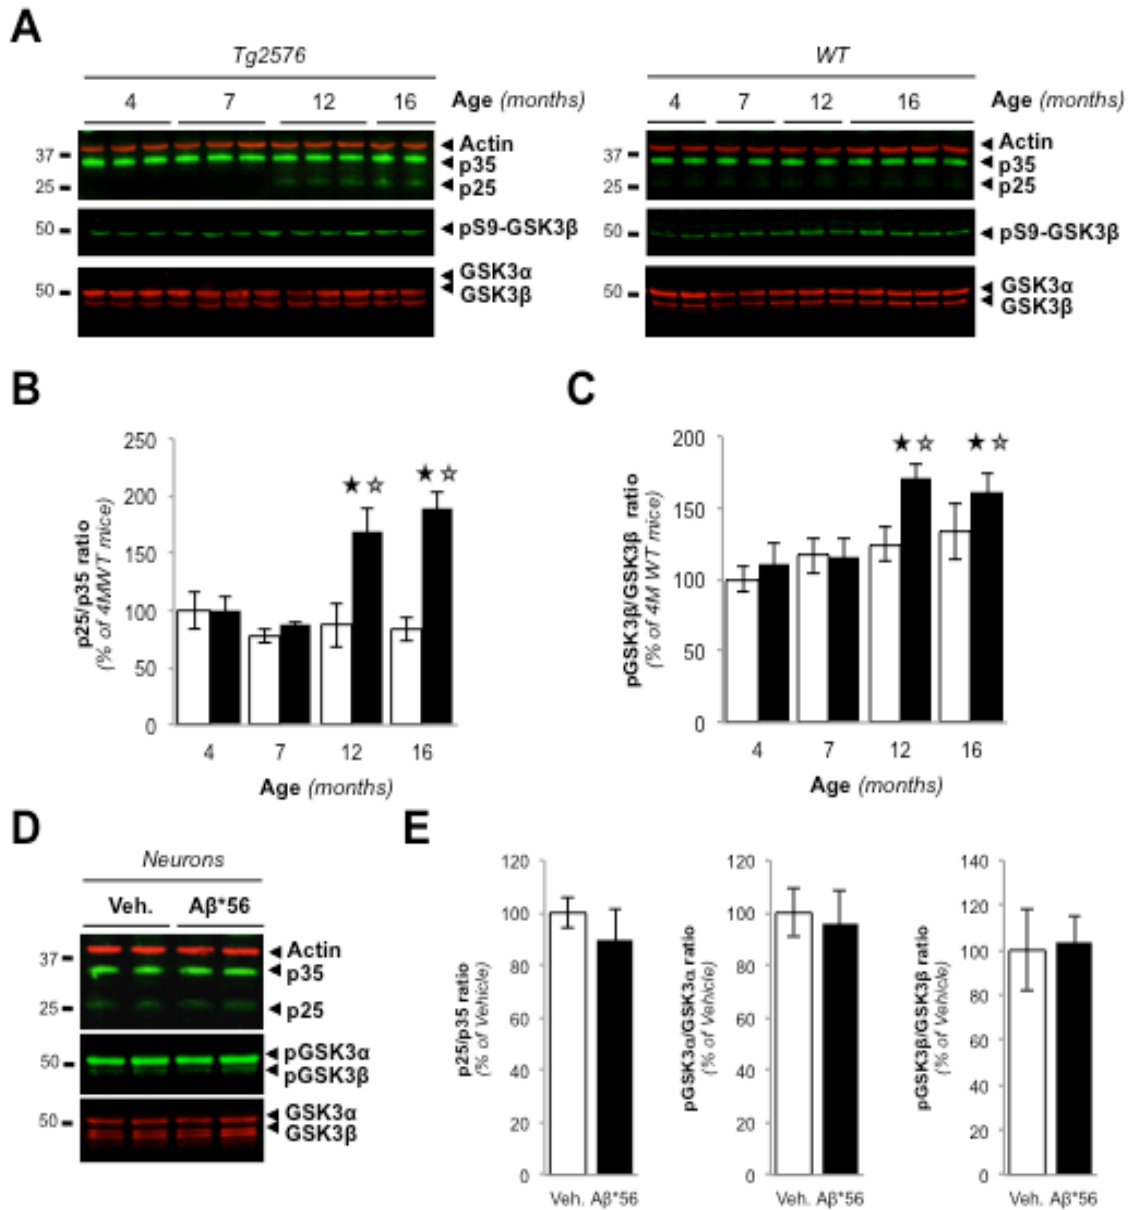 A
Tg2576
WT
4 7 12 16 Age (months)
4 7 12 16 Age (months)
37
25
Actin
p35
p25
37
25
Actin
p35
p25
50
pS9-GSK3β
50
pS9-GSK3β
50
GSK3α
GSK3β
50
GSK3α
GSK3β
B
p25/p35 ratio
(% of 4MWT mice)
250
200
150
100
50
0
★ ☆
★ ☆
4 7 12 16
Age (months)
C
pGSK3β/GSK3β ratio
(% of 4M WT mice)
200
150
100
50
0
★ ☆
★ ☆
4 7 12 16
Age (months)
D
Neurons
Veh. Aβ*56
37
25
Actin
p35
p25
50
pGSK3α
pGSK3β
50
GSK3α
GSK3β
E
p25/p35 ratio
(% of Vehicle)
120
100
80
60
40
20
0
Veh. Aβ*56
pGSK3α/GSK3α ratio
(% of Vehicle)
120
100
80
60
40
20
0
Veh. Aβ*56
pGSK3β/GSK3β ratio
(% of Vehicle)
140
120
100
80
60
40
20
0
Veh. Aβ*56